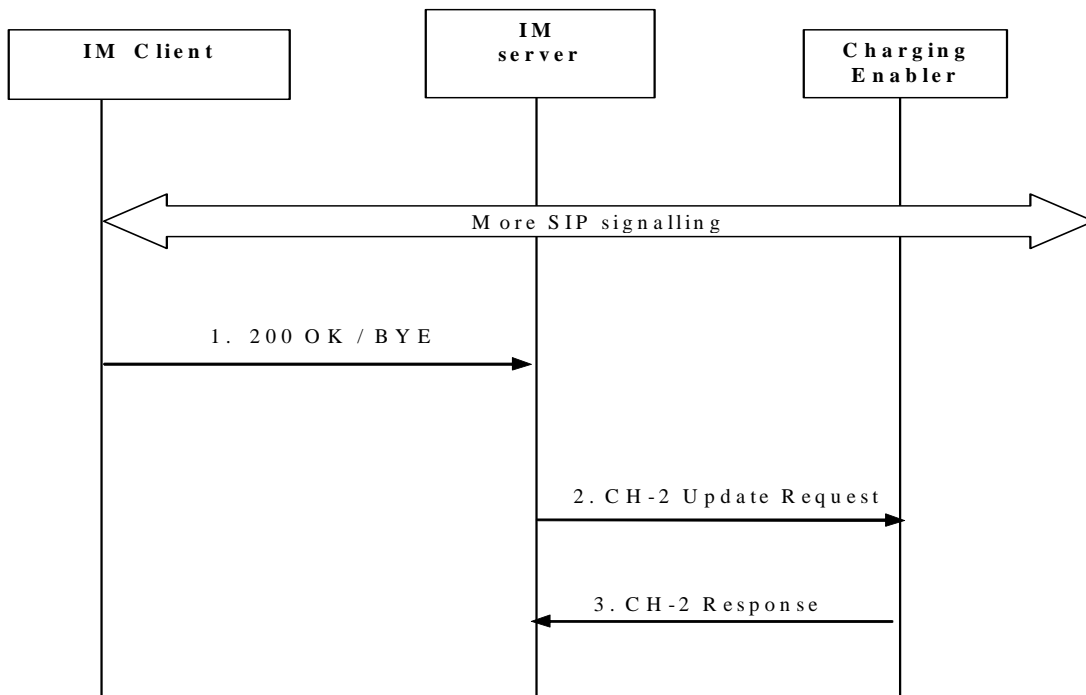 IM Client
IM
server
Charging
Enabler
More SIP signalling
1. 200 OK / BYE
2. CH-2 Update Request
3. CH-2 Response